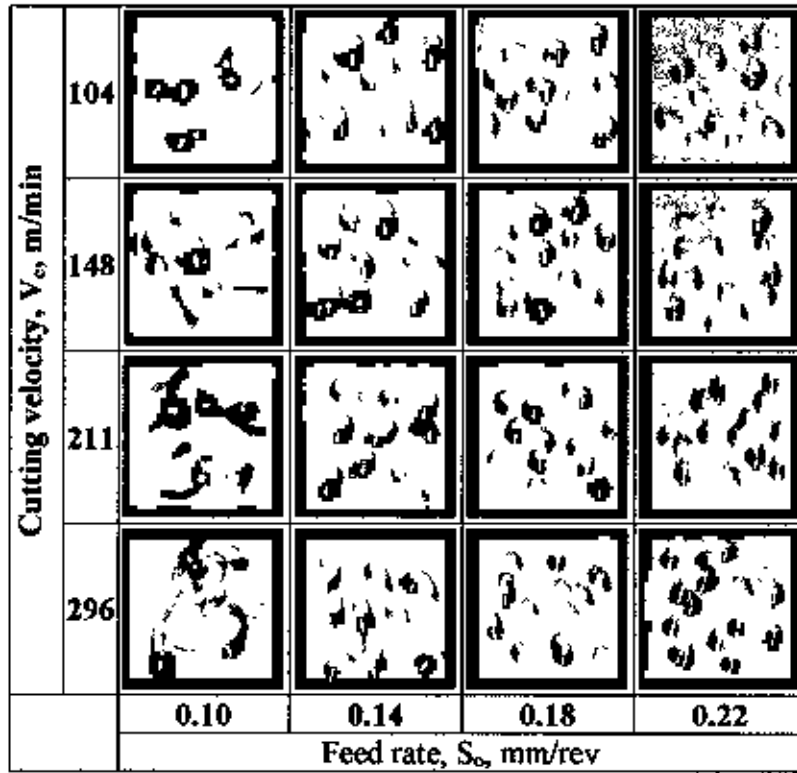 Cutting velocity, Vc, m/min
104
148
211
296
0.10 0.14 0.18 0.22
Feed rate, So, mm/rev